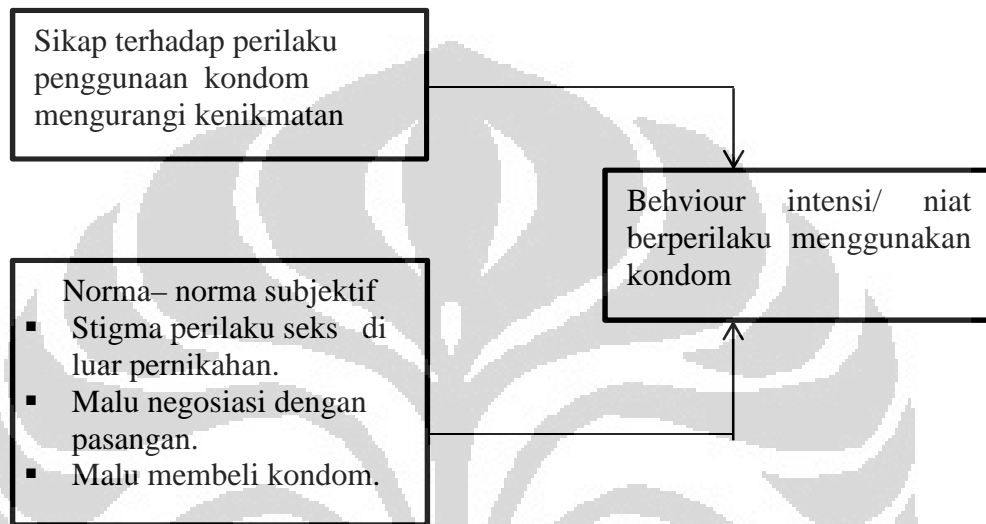 Sikap terhadap perilaku
penggunaan kondom
mengurangi kenikmatan
Behviour intensi/ niat
berperilaku menggunakan
kondom
Norma– norma subjektif
▪ Stigma perilaku seks di
luar pernikahan.
▪ Malu negosiasi dengan
pasangan.
▪ Malu membeli kondom.